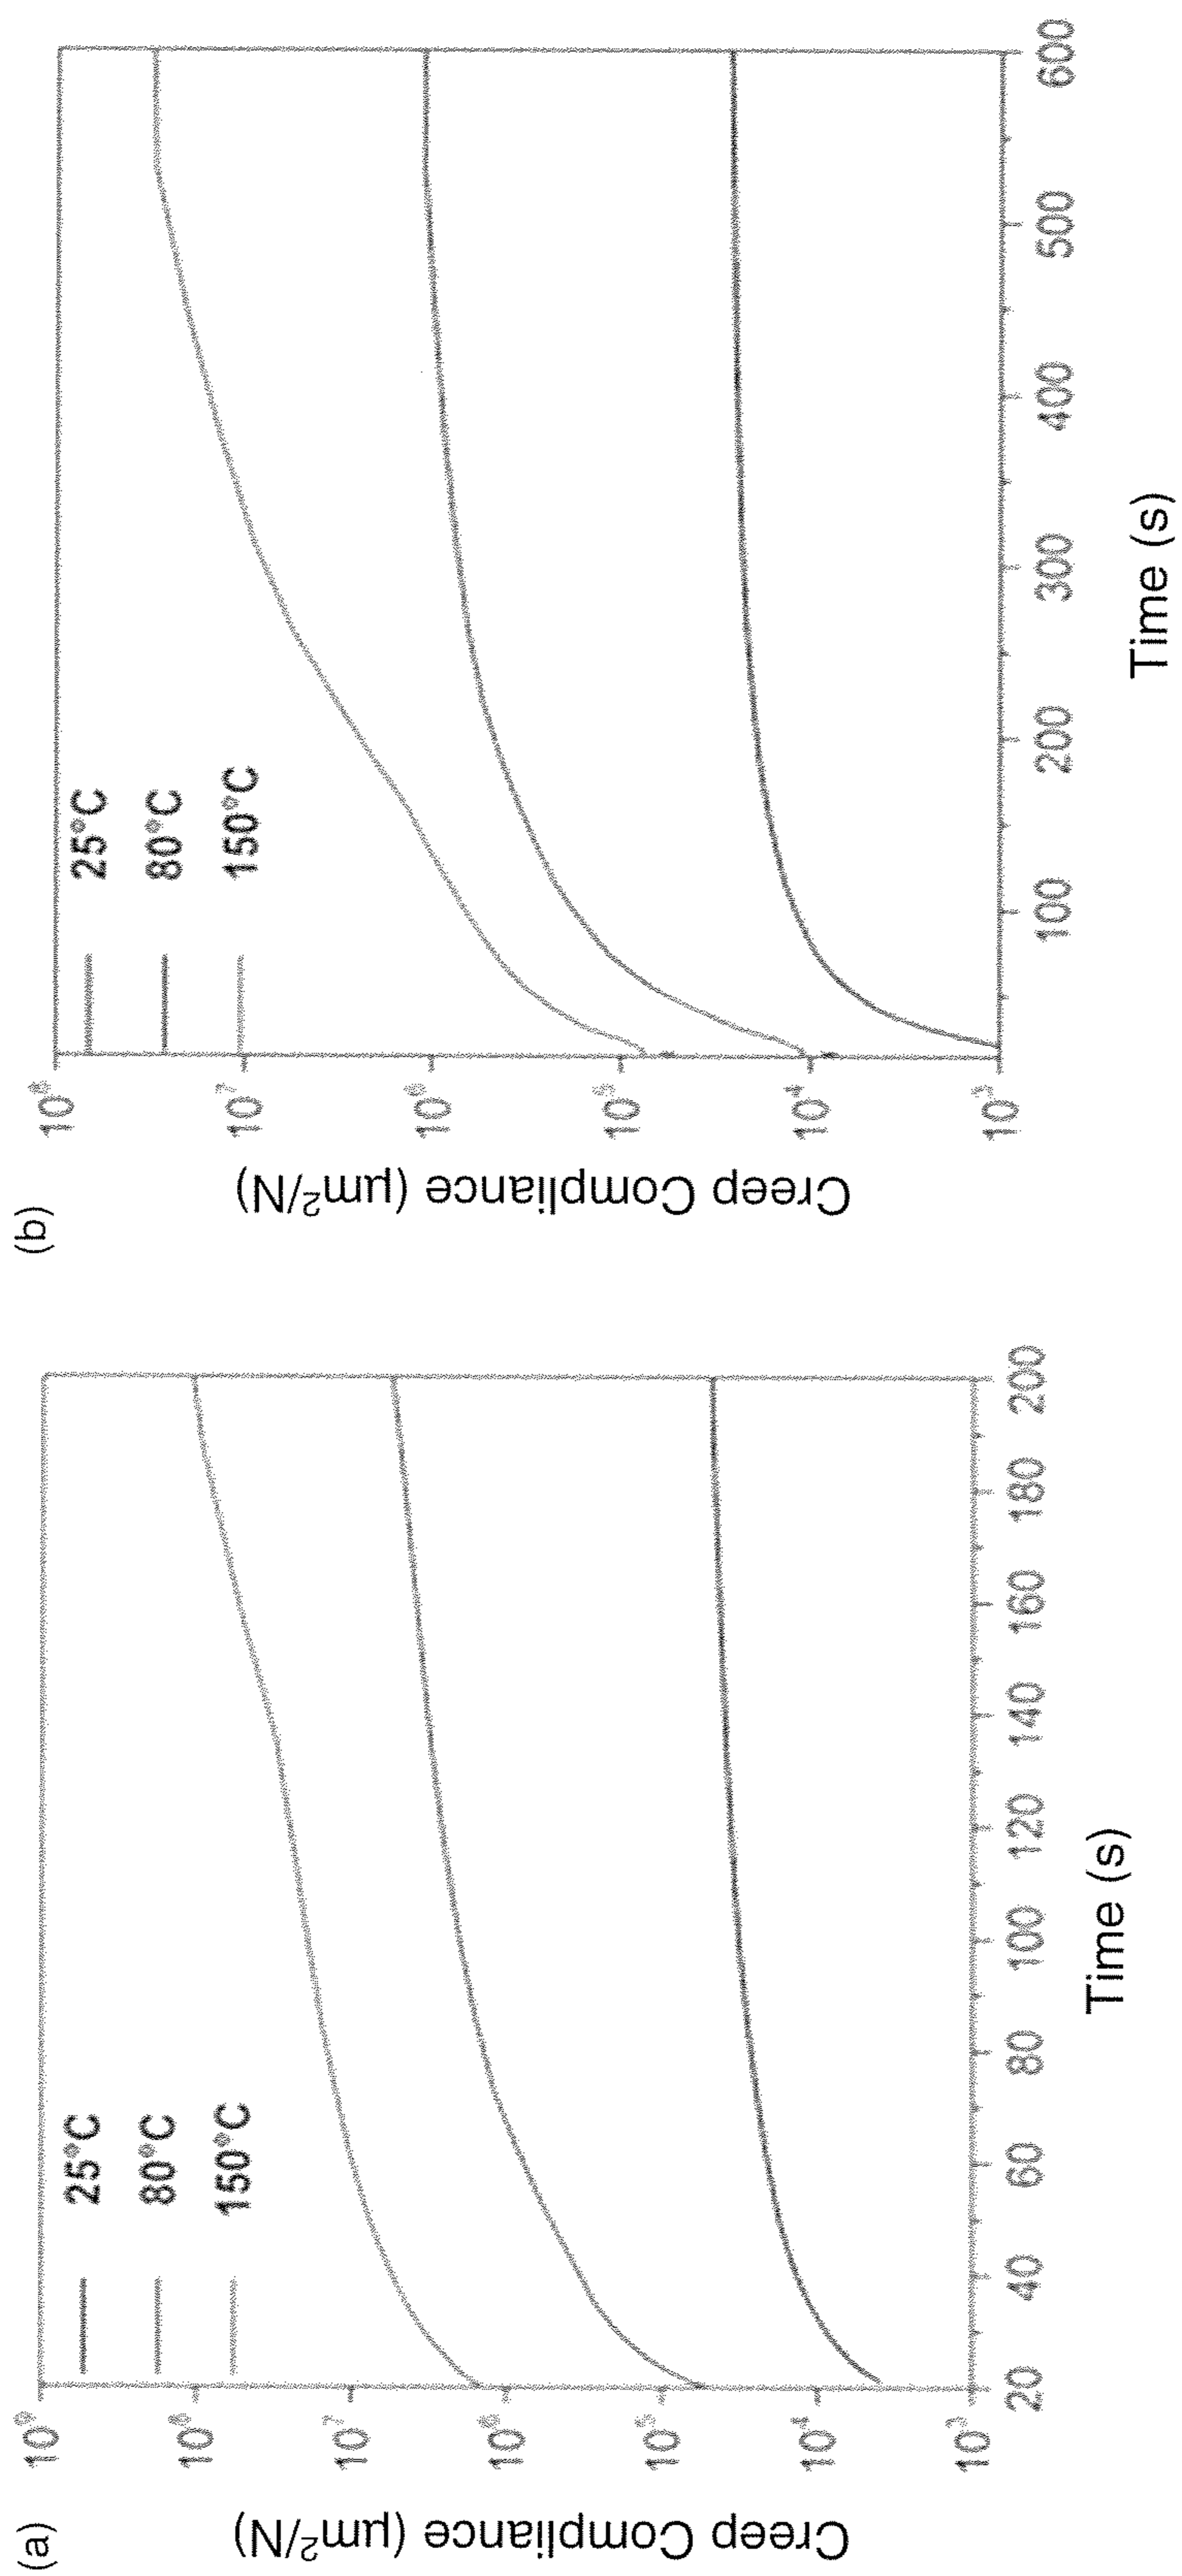 (a)
Creep Compliance (µm²/N)
10⁹
10⁸
10⁷
10⁶
10⁵
10⁴
10³
25°C
80°C
150°C
20 40 60 80 100 120 140 160 180 200
Time (s)
(b)
Creep Compliance (µm²/N)
10⁸
10⁷
10⁶
10⁵
10⁴
10³
25°C
80°C
150°C
100 200 300 400 500 600
Time (s)